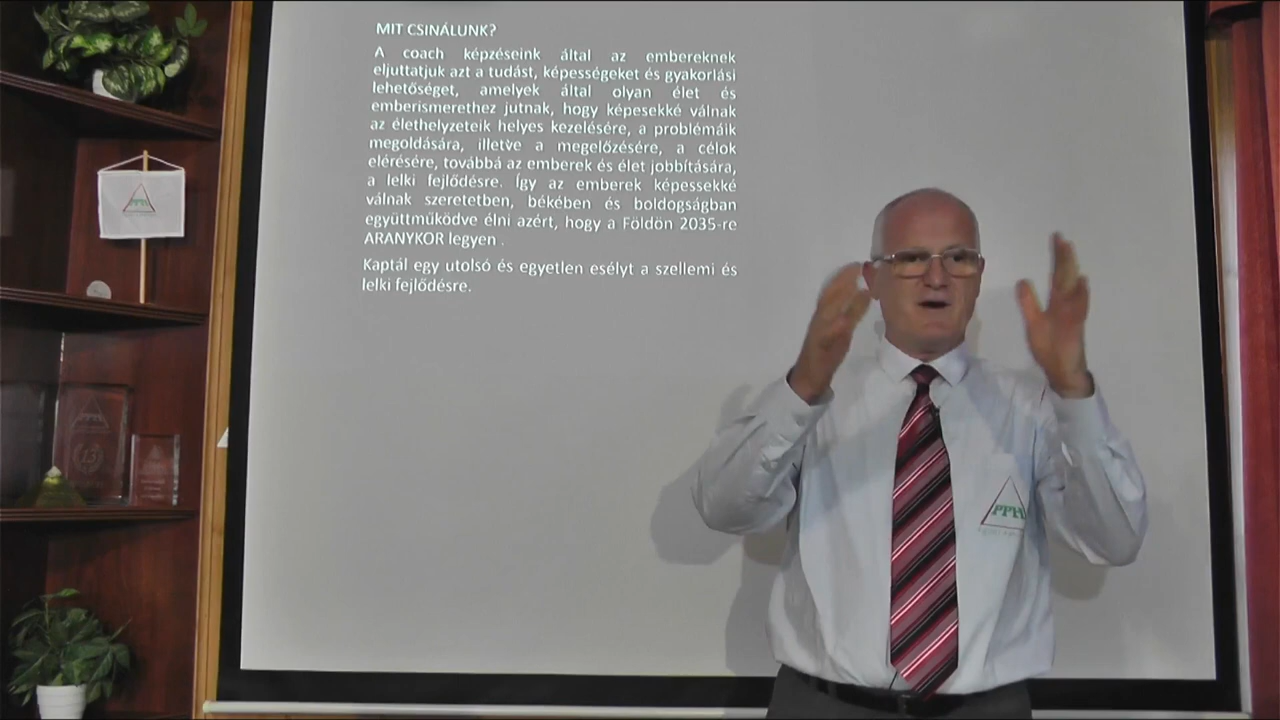 MIT CSINÁLUNK?
A coach képzéseink által az embereknek
eljuttatjuk azt a tudást, képességeket és gyakorlási
lehetőséget, amelyek által olyan élet és
emberismerethez jutnak, hogy képesekké válnak
az élethelyzeteik helyes kezelésére, a problémáik
megoldására, illetve a megelőzésére, a célok
elérésére, továbbá az emberek és élet jobbítására,
a lelki fejlődésre. Így az emberek képessekké
válnak szeretetben, békében és boldogságban
együttműködve élni azért, hogy a Földön 2035-re
ARANYKOR legyen .
Kaptál egy utolsó és egyetlen esélyt a szellemi és
lelki fejlődésre.
13